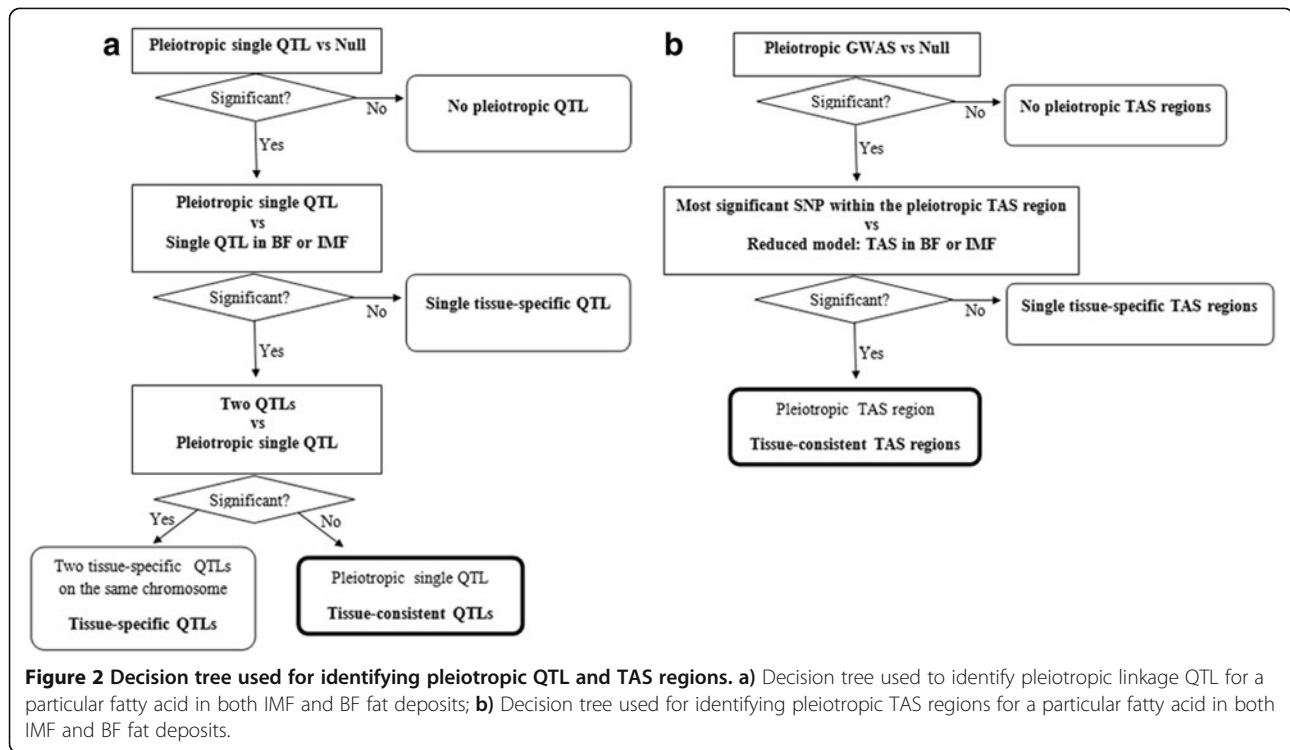 a
Pleiotropic single QTL vs Null
Significant?
No
No pleiotropic QTL
Yes
Pleiotropic single QTL
vs
Single QTL in BF or IMF
Significant?
No
Single tissue-specific QTL
Yes
Two QTLs
vs
Pleiotropic single QTL
Significant?
Yes
No
Two tissue-specific QTLs
on the same chromosome
Tissue-specific QTLs
Pleiotropic single QTL
Tissue-consistent QTLs
b
Pleiotropic GWAS vs Null
Significant?
No
No pleiotropic TAS regions
Yes
Most significant SNP within the pleiotropic TAS region
vs
Reduced model: TAS in BF or IMF
Significant?
No
Single tissue-specific TAS regions
Yes
Pleiotropic TAS region
Tissue-consistent TAS regions
Figure 2 Decision tree used for identifying pleiotropic QTL and TAS regions. a) Decision tree used to identify pleiotropic linkage QTL for a
particular fatty acid in both IMF and BF fat deposits; b) Decision tree used for identifying pleiotropic TAS regions for a particular fatty acid in both
IMF and BF fat deposits.